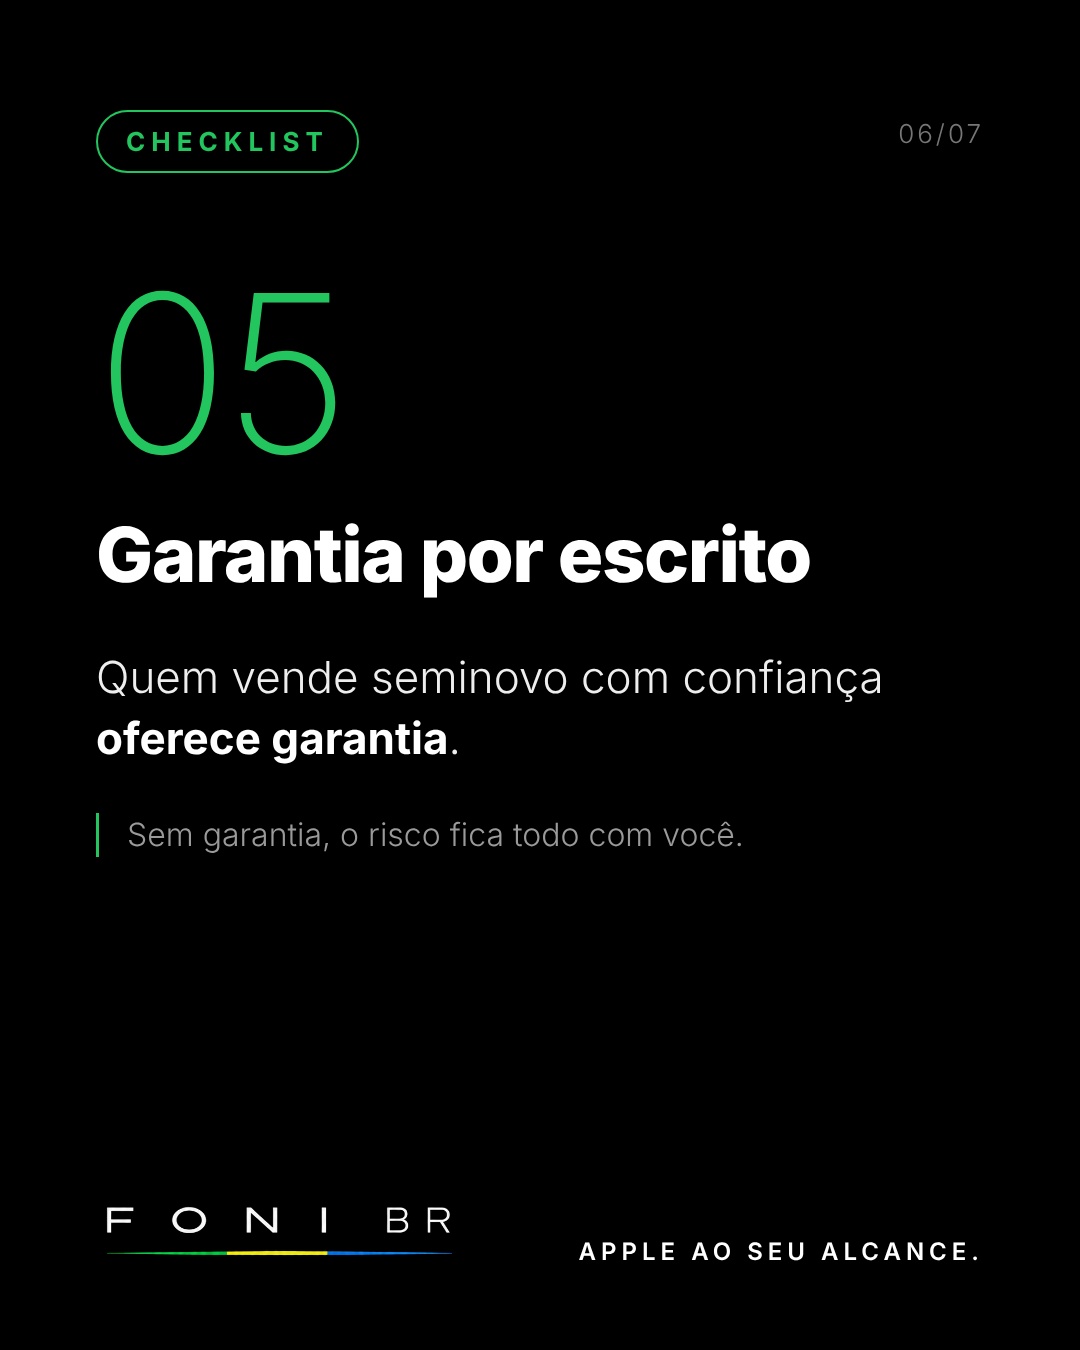 CHECKLIST
06/07
05
Garantia por escrito
Quem vende seminovo com confiança
oferece garantia.
Sem garantia, o risco fica todo com você.
FONI BR
APPLE AO SEU ALCANCE.